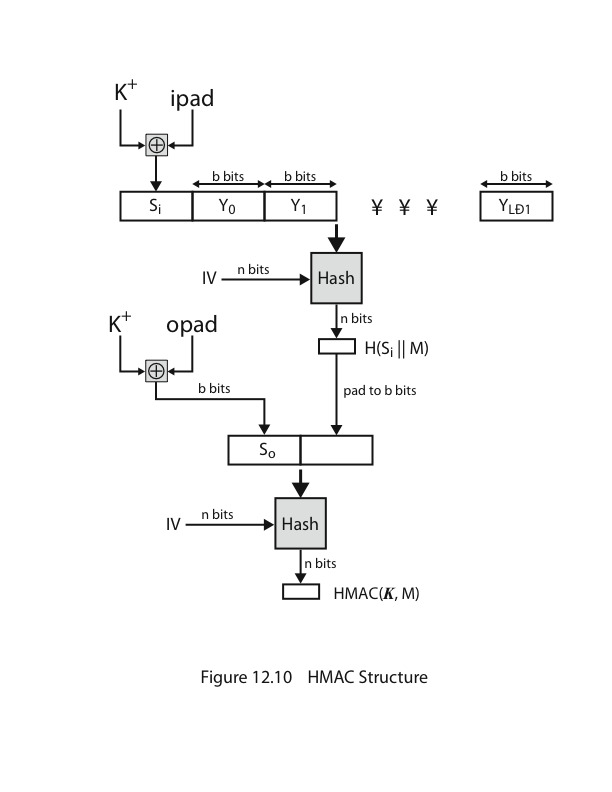 K+ ipad
b bits b bits b bits
Si Y0 Y1 ¥ ¥ ¥ YLÐ1
IV n bits Hash
n bits
K+ opad
H(Si || M)
b bits pad to b bits
So
IV n bits Hash
n bits
HMAC(K, M)
Figure 12.10 HMAC Structure